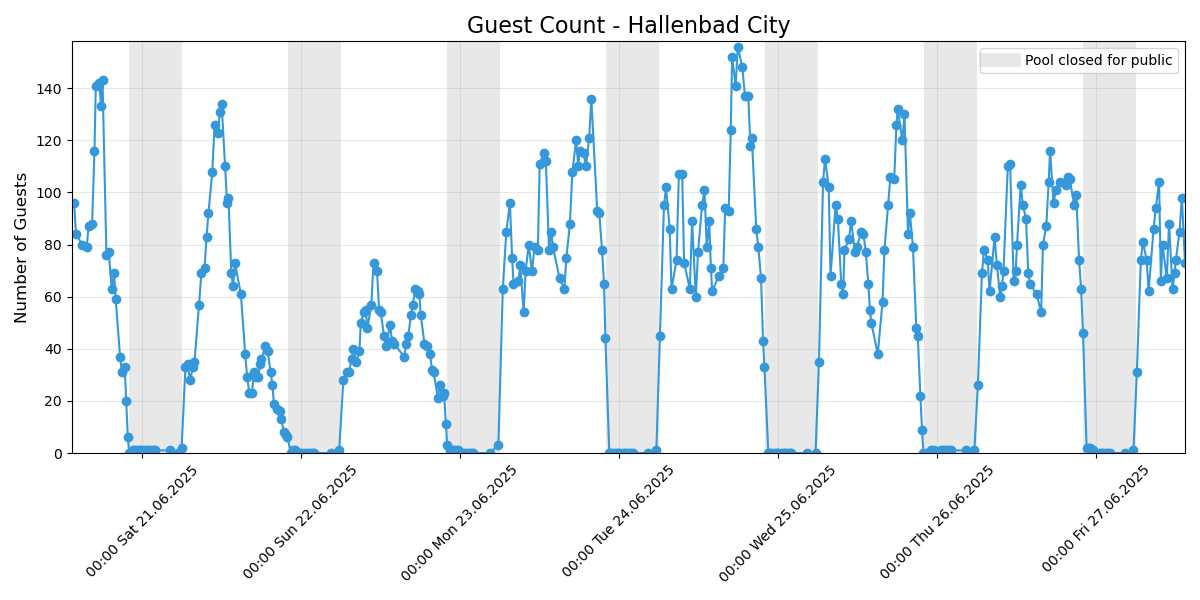 Guest Count - Hallenbad City
Pool closed for public
Number of Guests
140
120
100
80
60
40
20
0
00:00 Sat 21.06.2025
00:00 Sun 22.06.2025
00:00 Mon 23.06.2025
00:00 Tue 24.06.2025
00:00 Wed 25.06.2025
00:00 Thu 26.06.2025
00:00 Fri 27.06.2025